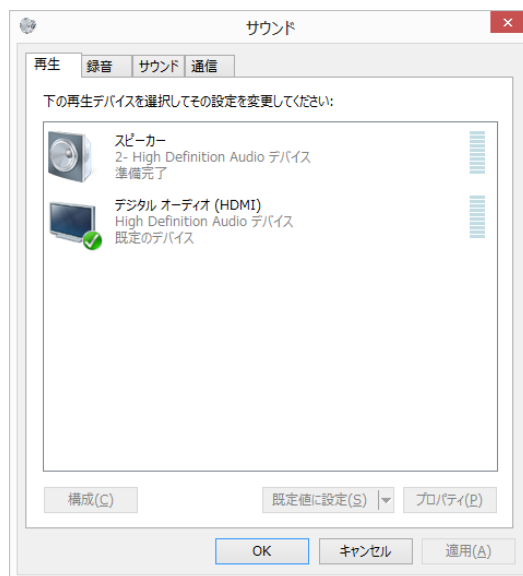 サウンド
再生 録音 サウンド 通信
下の再生デバイスを選択してその設定を変更してください:
スピーカー
2- High Definition Audio デバイス
準備完了
デジタル オーディオ (HDMI)
High Definition Audio デバイス
既定のデバイス
構成(C) 既定値に設定(S) プロパティ(P)
OK キャンセル 適用(A)